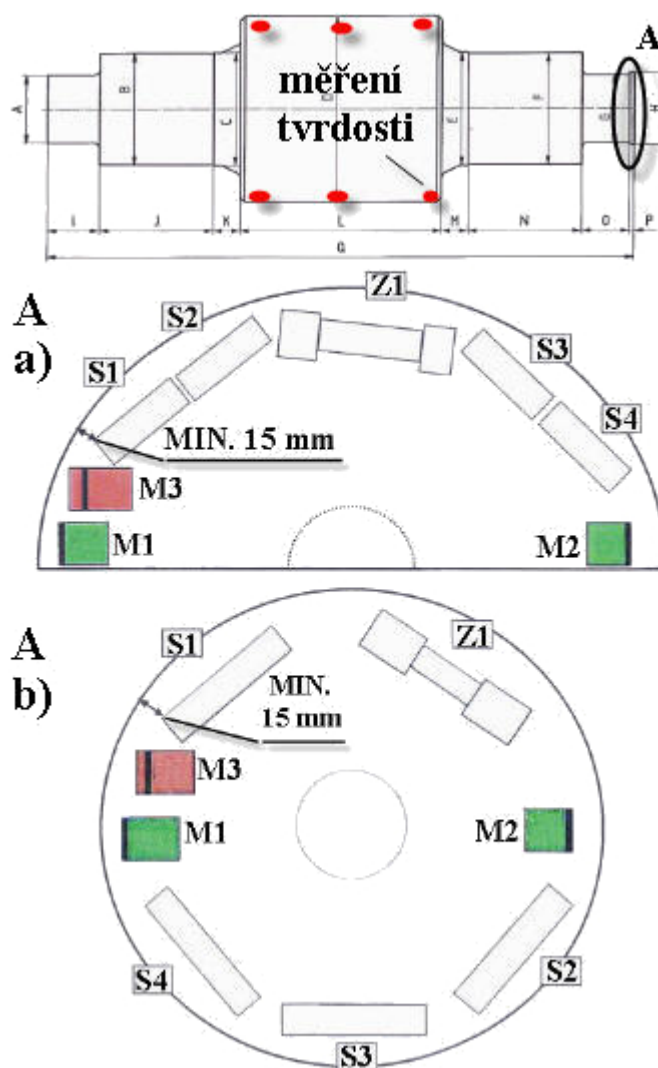 A
A
B
C
D
E
F
G
H
měření
tvrdosti
I
J
K
L
M
N
O
P
Q
A
a)
S1
S2
Z1
S3
S4
MIN. 15 mm
M3
M1
M2
A
b)
S1
Z1
MIN.
15 mm
M3
M1
M2
S4
S2
S3